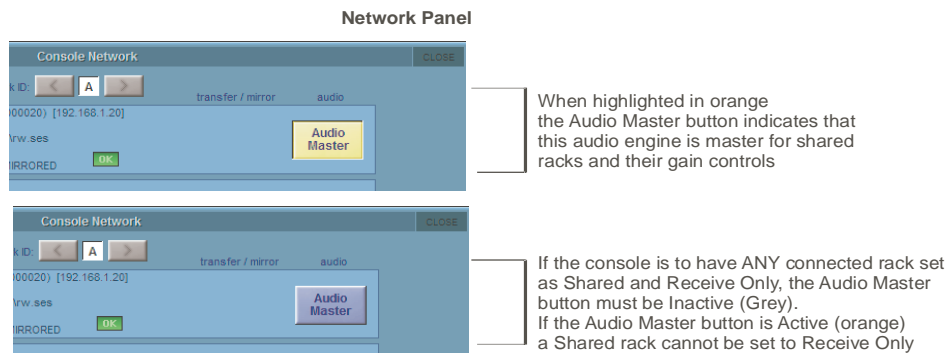 Network Panel
Console Network
CLOSE
k ID: < A >
transfer / mirror audio
000020) [192.168.1.20]
\rw.ses
Audio
Master
MIRRORED OK
When highlighted in orange
the Audio Master button indicates that
this audio engine is master for shared
racks and their gain controls
Console Network
CLOSE
k ID: < A >
transfer / mirror audio
000020) [192.168.1.20]
\rw.ses
Audio
Master
MIRRORED OK
If the console is to have ANY connected rack set
as Shared and Receive Only, the Audio Master
button must be Inactive (Grey).
If the Audio Master button is Active (orange)
a Shared rack cannot be set to Receive Only